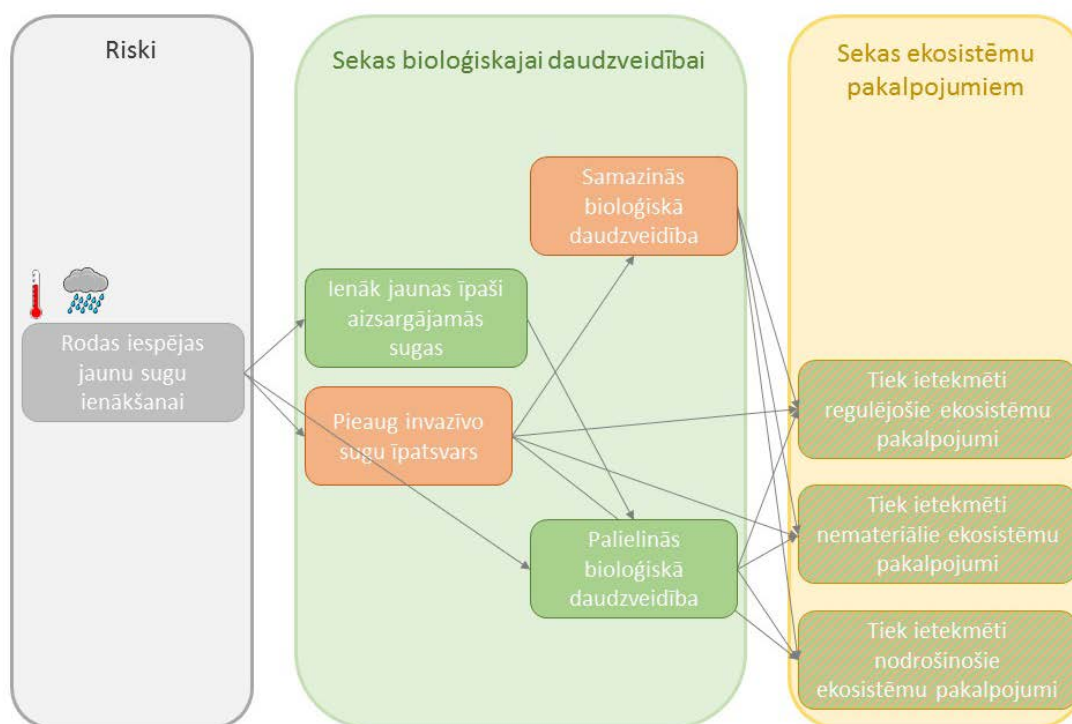 Riski
Rodas iespējas
jaunu sugu
ienākšanai
Sekas bioloģiskajai daudzveidībai
Samazinās
bioloģiskā
daudzveidība
Ienāk jaunas īpaši
aizsargājamās
sugas
Pieaug invazīvo
sugu īpatsvars
Palielinās
bioloģiskā
daudzveidība
Sekas ekosistēmu
pakalpojumiem
Tiek ietekmēti
regulējošie ekosistēmu
pakalpojumi
Tiek ietekmēti
nemateriālie ekosistēmu
pakalpojumi
Tiek ietekmēti
nodrošinošie
ekosistēmu pakalpojumi